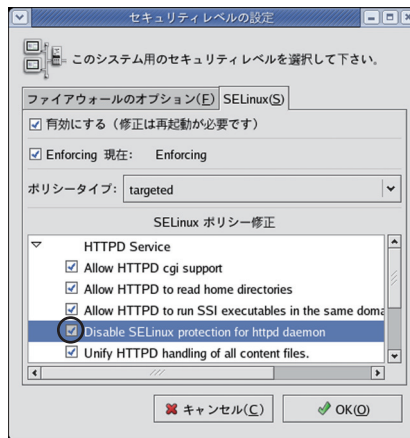 セキュリティレベルの設定
このシステム用のセキュリティレベルを選択して下さい。
ファイアウォールのオプション(F) SELinux(S)
有効にする（修正は再起動が必要です）
Enforcing 現在: Enforcing
ポリシータイプ: targeted
SELinux ポリシー修正
HTTPD Service
Allow HTTPD cgi support
Allow HTTPD to read home directories
Allow HTTPD to run SSI executables in the same doma
Disable SELinux protection for httpd daemon
Unify HTTPD handling of all content files.
キャンセル(C) OK(O)